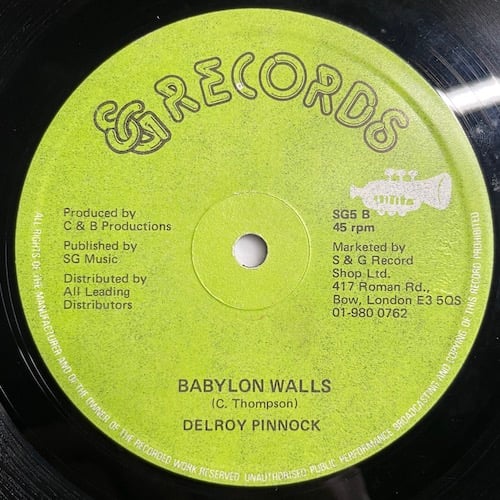 SG RECORDS
Produced by
C & B Productions
Published by
SG Music
Distributed by
All Leading
Distributors
SG5 B
45 rpm
Marketed by
S & G Record
Shop Ltd.
417 Roman Rd.,
Bow, London E3 5QS
01-980 0762
BABYLON WALLS
(C. Thompson)
DELROY PINNOCK
ALL RIGHTS OF THE MANUFACTURER AND OF THE OWNER OF THE RECORDED WORK RESERVED UNAUTHORISED PUBLIC PERFORMANCE BROADCASTING AND COPYING OF THIS RECORD PROHIBITED